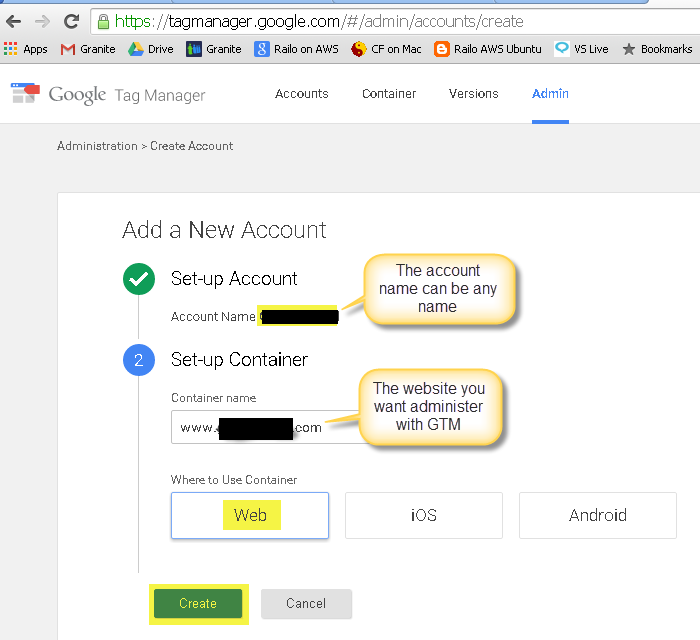 https://tagmanager.google.com/#/admin/accounts/create
Apps Granite Drive Granite Railo on AWS CF on Mac Railo AWS Ubuntu VS Live Bookmarks
Google Tag Manager Accounts Container Versions Admin
Administration > Create Account
Add a New Account
Set-up Account
Account Name
The account
name can be any
name
2 Set-up Container
Container name
www. .com
The website you
want administer
with GTM
Where to Use Container
Web iOS Android
Create Cancel